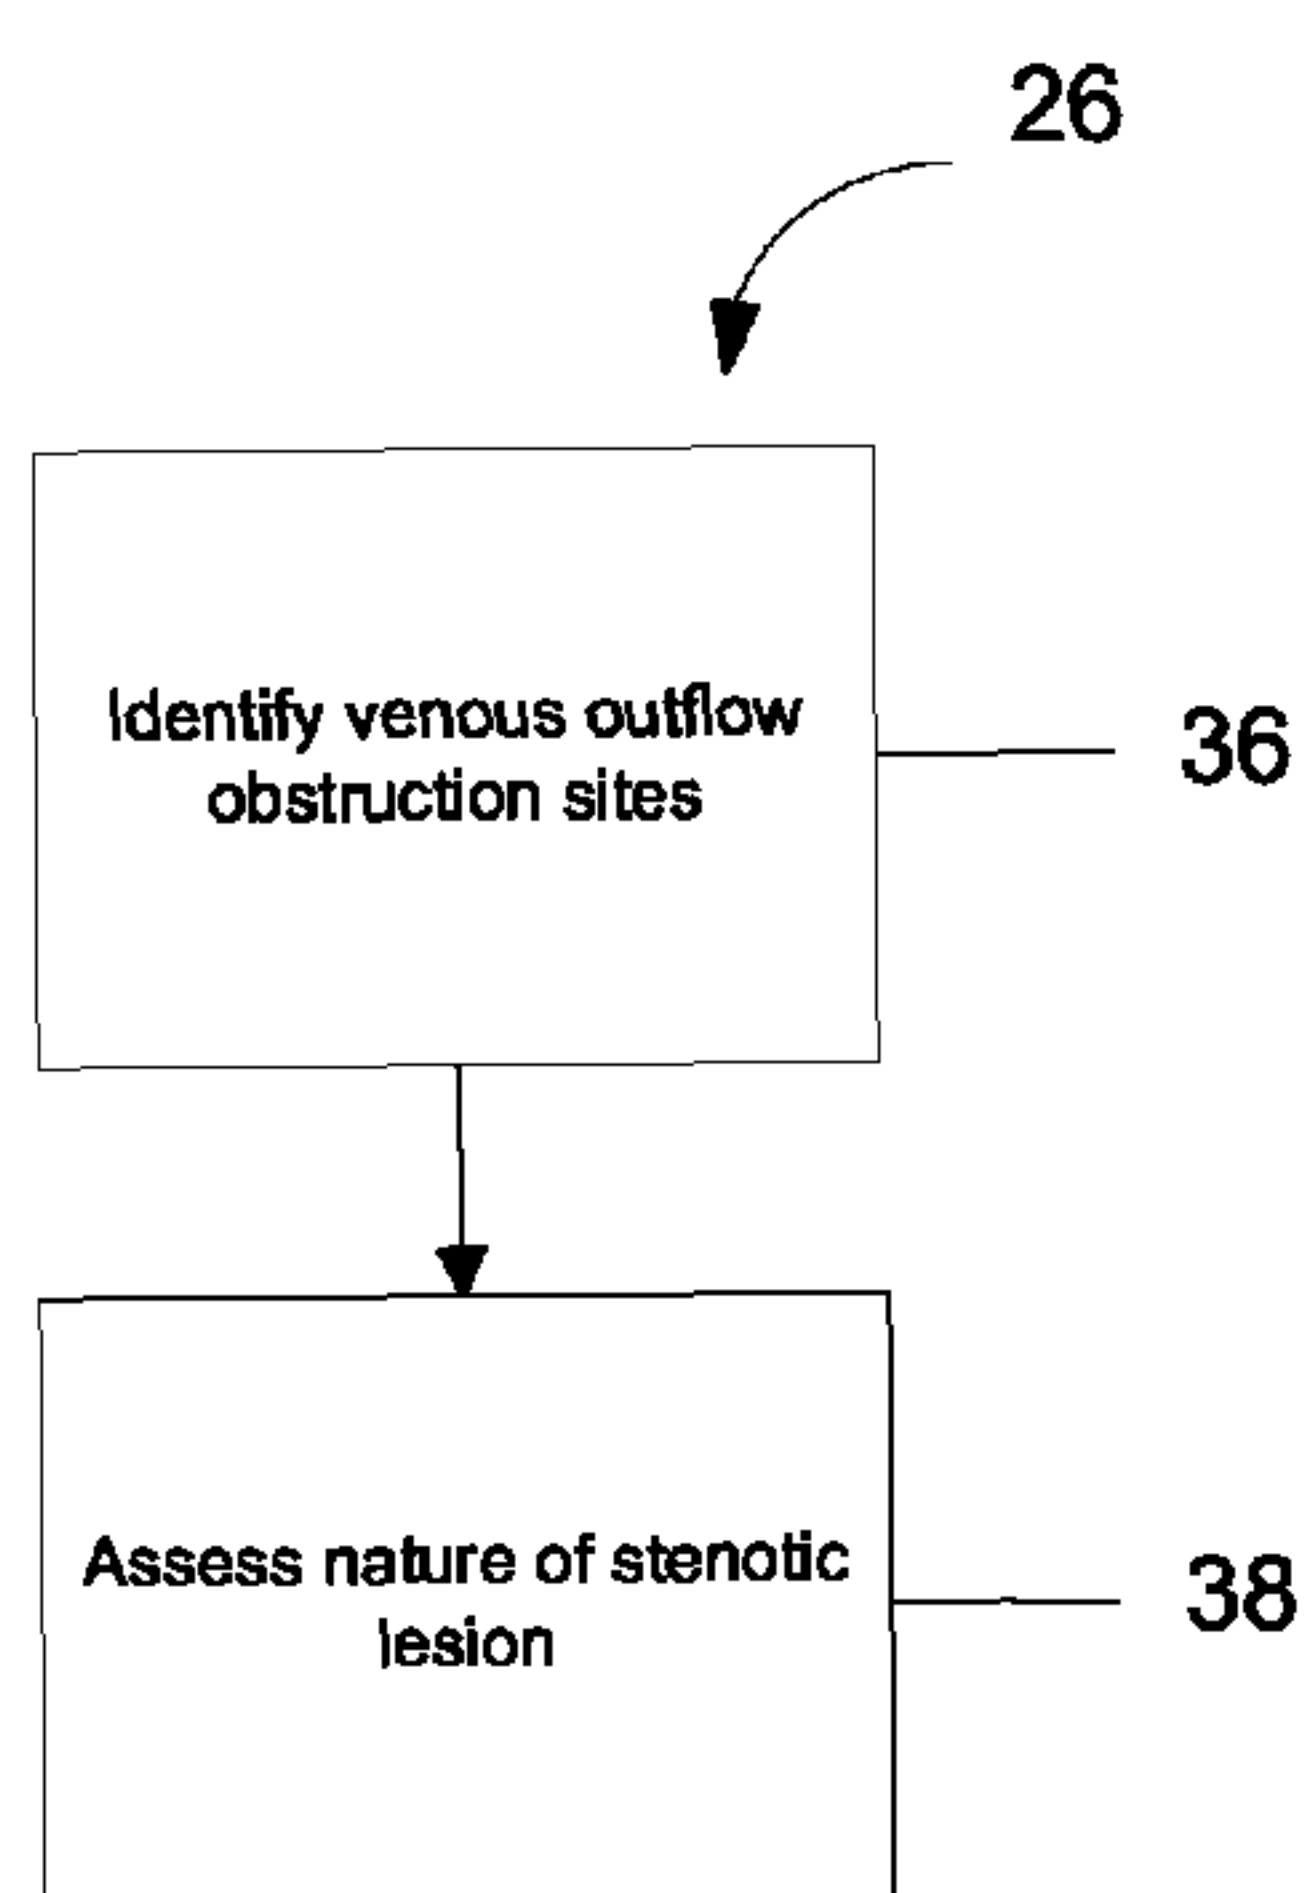 26
Identify venous outflow
obstruction sites
36
Assess nature of stenotic
lesion
38